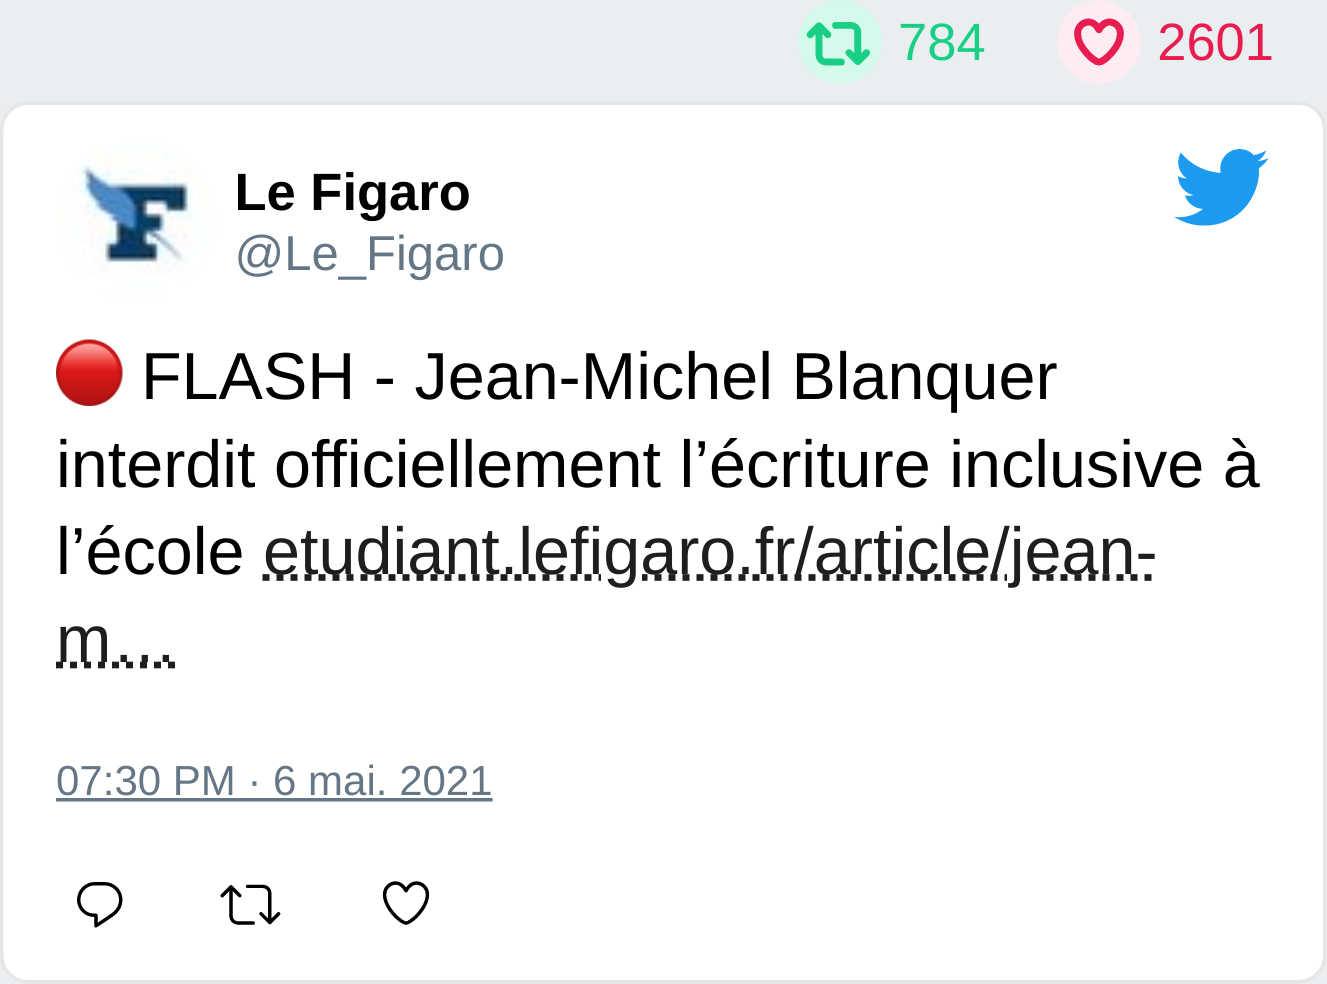 784 2601
Le Figaro
@Le_Figaro
🔴 FLASH - Jean-Michel Blanquer
interdit officiellement l’écriture inclusive à
l’école etudiant.lefigaro.fr/article/jean-
m…
07:30 PM · 6 mai. 2021